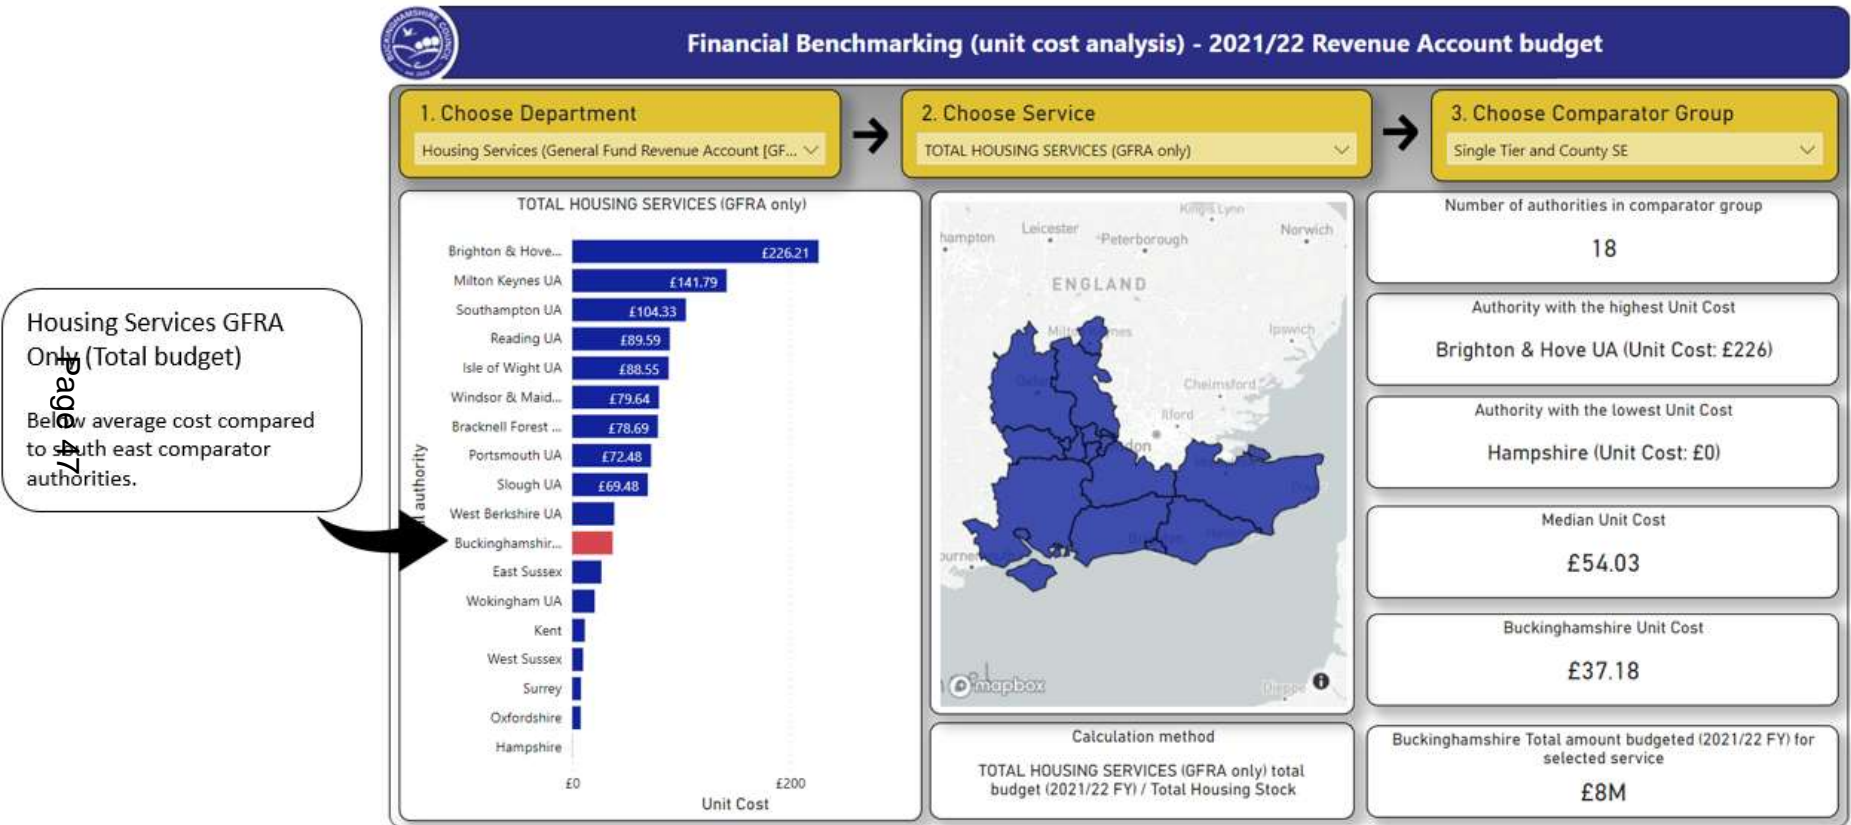 Financial Benchmarking (unit cost analysis) - 2021/22 Revenue Account budget
BUCKINGHAMSHIRE COUNCIL
1. Choose Department
Housing Services (General Fund Revenue Account [GF...
2. Choose Service
TOTAL HOUSING SERVICES (GFRA only)
3. Choose Comparator Group
Single Tier and County SE
Housing Services GFRA
Only (Total budget)
Below average cost compared
to south east comparator
authorities.
Page 47
TOTAL HOUSING SERVICES (GFRA only)
Brighton & Hove... £226.21
Milton Keynes UA £141.79
Southampton UA £104.33
Reading UA £89.59
Isle of Wight UA £88.55
Windsor & Maid... £79.64
Bracknell Forest ... £78.69
Portsmouth UA £72.48
Slough UA £69.48
West Berkshire UA
Buckinghamshir...
East Sussex
Wokingham UA
Kent
West Sussex
Surrey
Oxfordshire
Hampshire
l authority
£0 £200
Unit Cost
King's Lynn
hampton
Leicester
Peterborough
Norwich
ENGLAND
Ipswich
Chelmsford
Ilford
don
mapbox
Dieppe
Calculation method
TOTAL HOUSING SERVICES (GFRA only) total
budget (2021/22 FY) / Total Housing Stock
Number of authorities in comparator group
18
Authority with the highest Unit Cost
Brighton & Hove UA (Unit Cost: £226)
Authority with the lowest Unit Cost
Hampshire (Unit Cost: £0)
Median Unit Cost
£54.03
Buckinghamshire Unit Cost
£37.18
Buckinghamshire Total amount budgeted (2021/22 FY) for
selected service
£8M